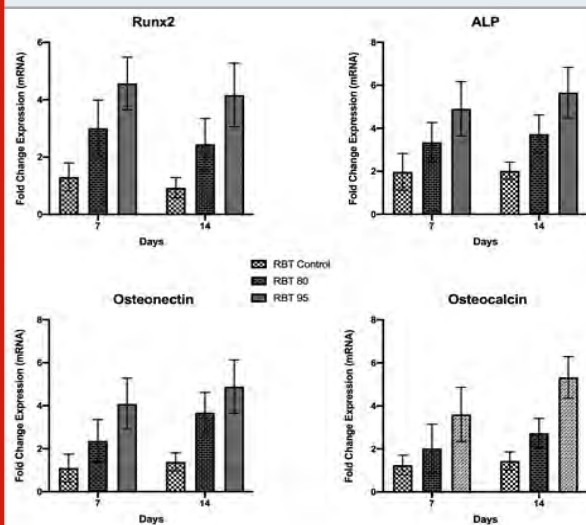 Runx2
Fold Change Expression (mRNA)
6
4
2
0
7
14
Days
ALP
Fold Change Expression (mRNA)
8
6
4
2
0
7
14
Days
RBT Control
RBT 80
RBT 95
Osteonectin
Fold Change Expression (mRNA)
8
6
4
2
0
7
14
Days
Osteocalcin
Fold Change Expression (mRNA)
8
6
4
2
0
7
14
Days